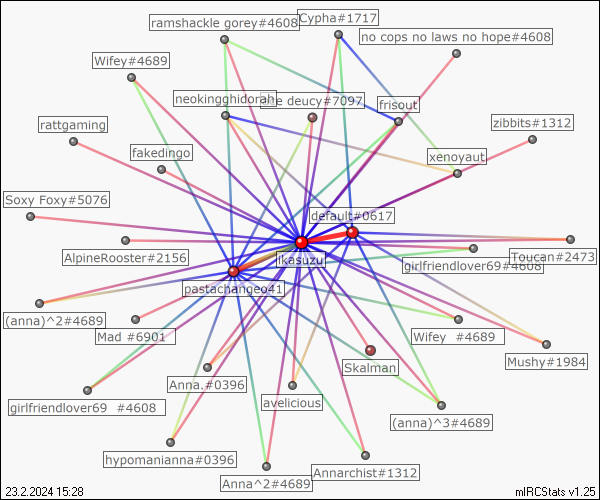 ramshackle gorey#4608
Cypha#1717
no cops no laws no hope#4608
Wifey#4689
neokingghidorah
deucy#7097
frisout
rattgaming
zibbits#1312
fakedingo
xenoyaut
Soxy Foxy#5076
default#0617
AlpineRooster#2156
ikasuzu
girlfriendlover69#4608
Toucan#2473
pastachangeo41
(anna)^2#4689
Mad #6901
Wifey  #4689
Mushy#1984
Skalman
Anna.#0396
girlfriendlover69  #4608
avelicious
(anna)^3#4689
hypomanianna#0396
Annarchist#1312
Anna^2#4689
23.2.2024 15:28
mIRCStats v1.25